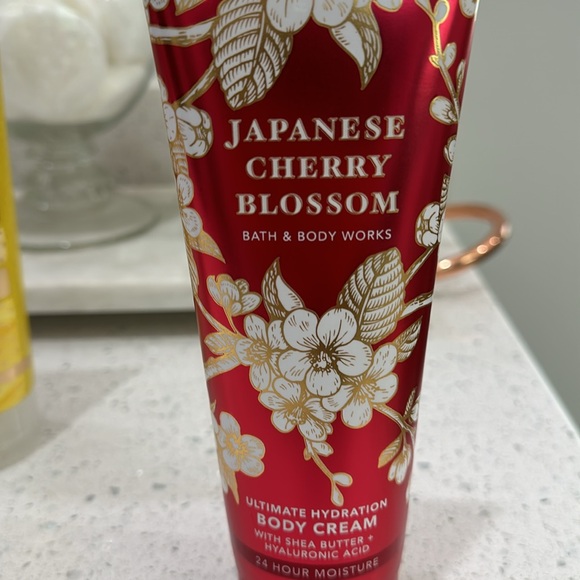 JAPANESE
CHERRY
BLOSSOM
BATH & BODY WORKS
ULTIMATE HYDRATION
BODY CREAM
WITH SHEA BUTTER +
HYALURONIC ACID
24 HOUR MOISTURE